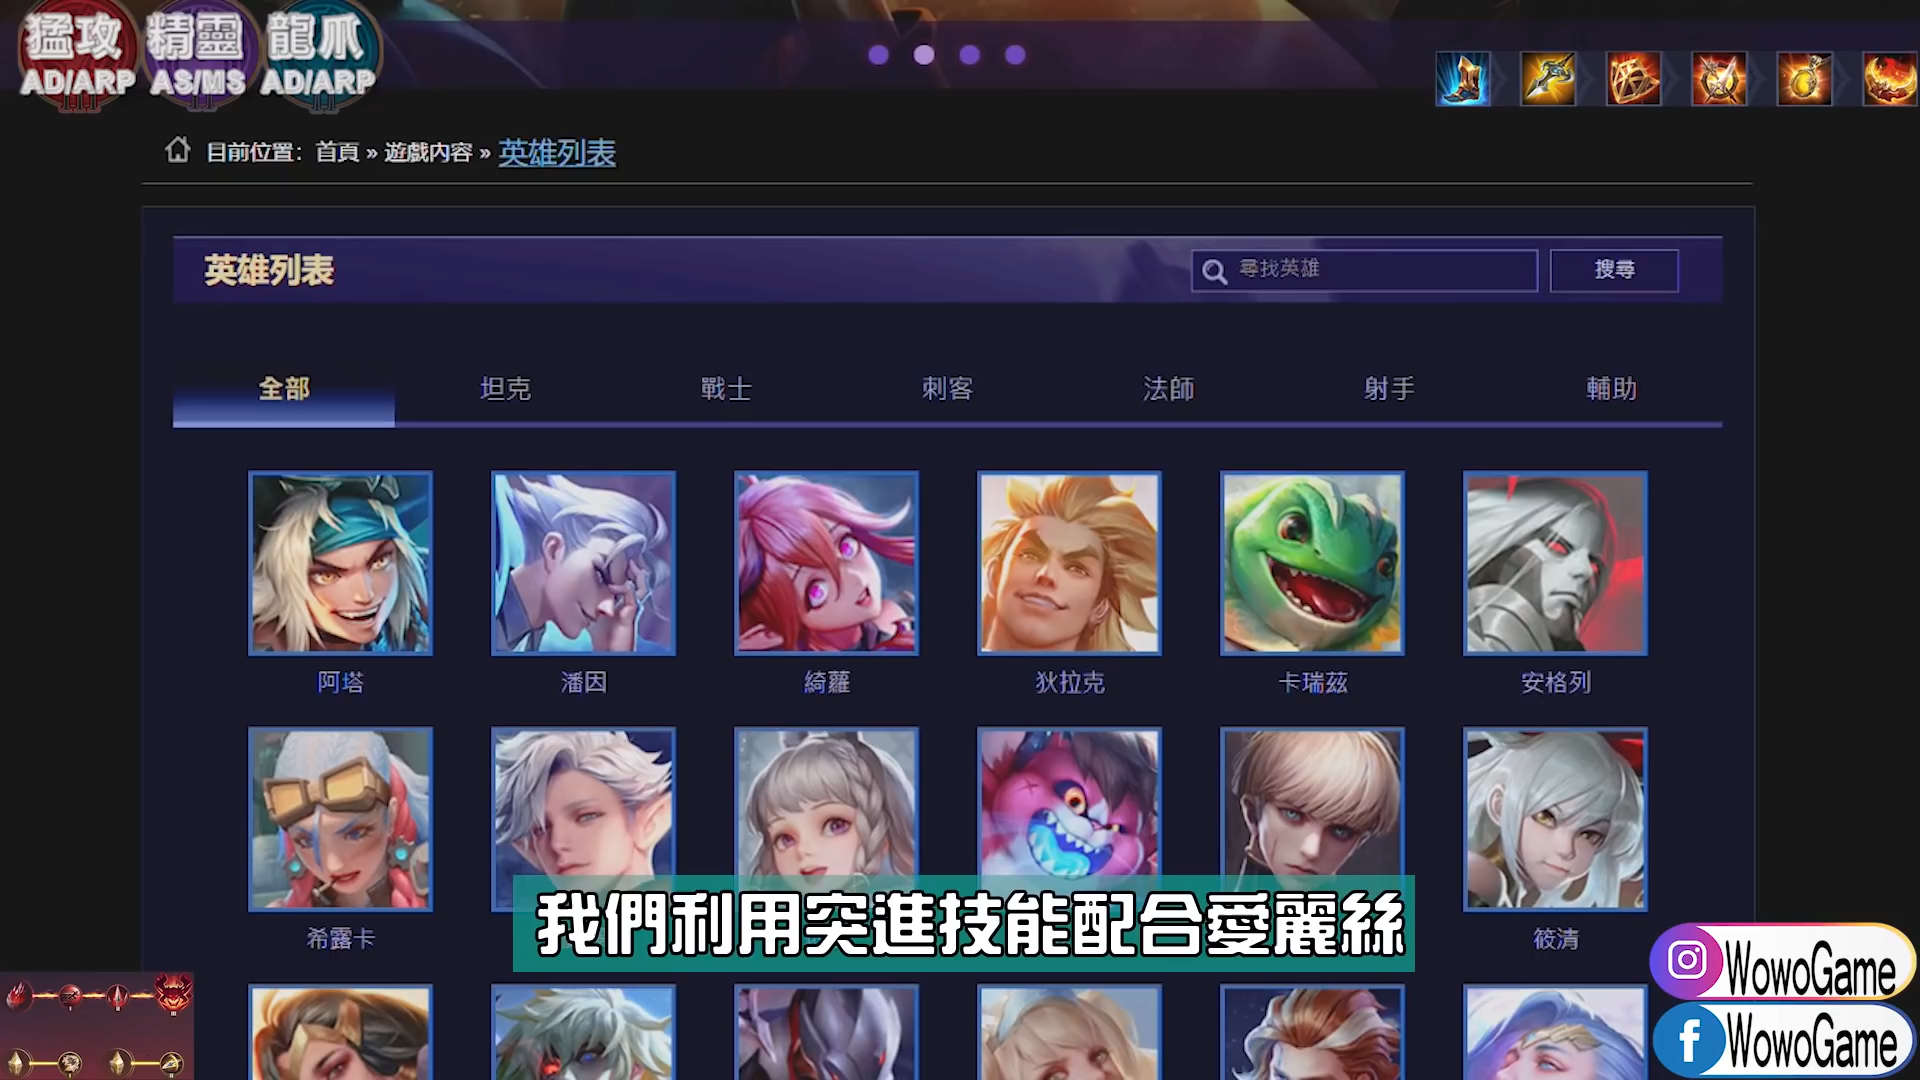 猛攻 精靈 龍爪
AD/ARP AS/MS AD/ARP
目前位置：首頁 » 遊戲內容 » 英雄列表
英雄列表
尋找英雄
搜尋
全部 坦克 戰士 刺客 法師 射手 輔助
阿塔 潘因 綺蘿 狄拉克 卡瑞茲 安格列
希露卡 筱清
我們利用突進技能配合愛麗絲
WowoGame
WowoGame